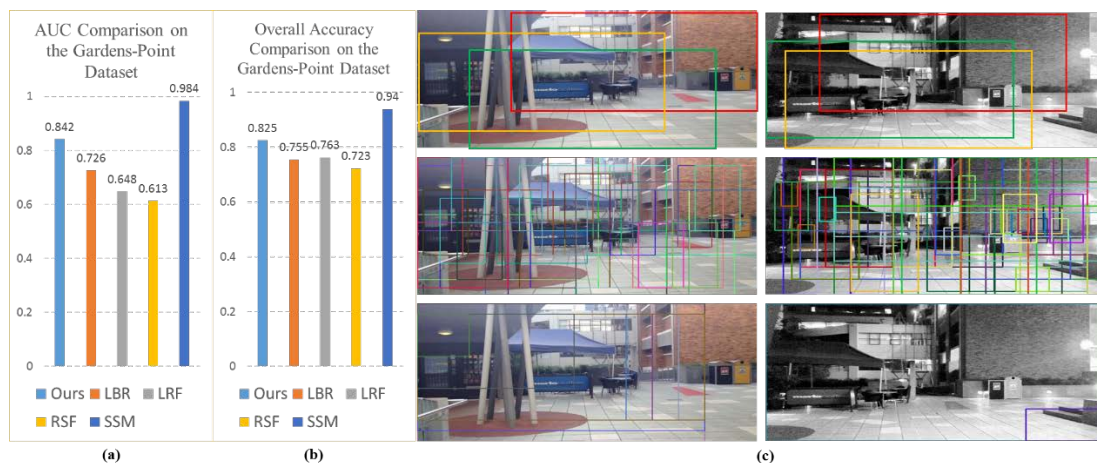 AUC Comparison on
the Gardens-Point
Dataset
1
0.8
0.6
0.4
0.2
0
0.842
0.726
0.648
0.613
0.984
Ours LBR LRF
RSF SSM
(a)
Overall Accuracy
Comparison on the
Gardens-Point Dataset
1
0.8
0.6
0.4
0.2
0
0.825
0.755
0.763
0.723
0.94
Ours LBR LRF
RSF SSM
(b)
(c)